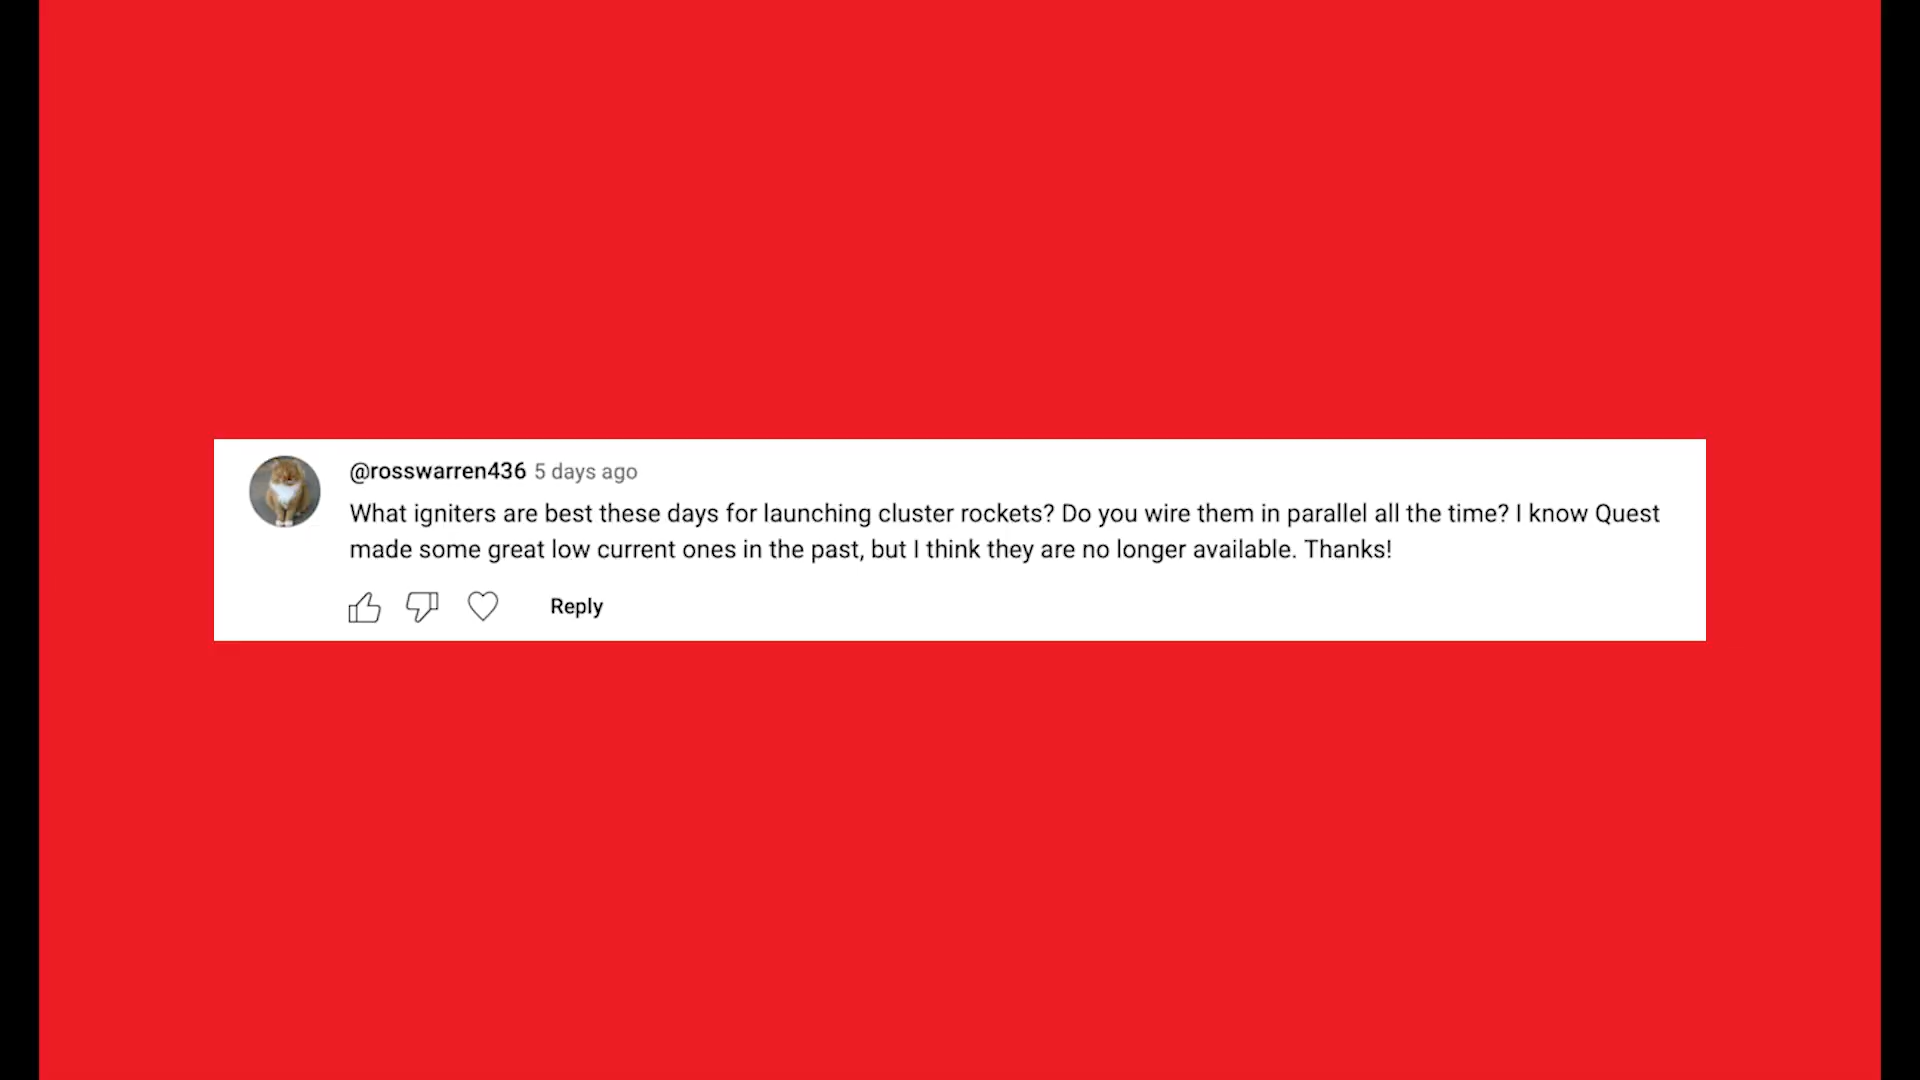 @rosswarren436 5 days ago
What igniters are best these days for launching cluster rockets? Do you wire them in parallel all the time? I know Quest
made some great low current ones in the past, but I think they are no longer available. Thanks!
Reply